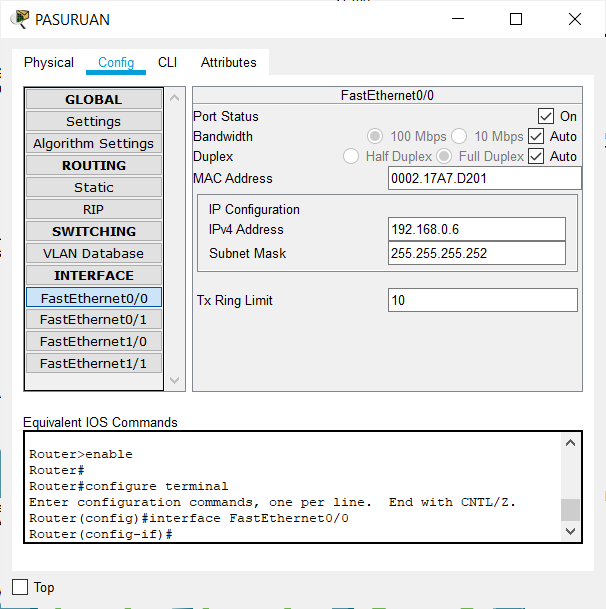 PASURUAN
Physical Config CLI Attributes
GLOBAL
Settings
Algorithm Settings
ROUTING
Static
RIP
SWITCHING
VLAN Database
INTERFACE
FastEthernet0/0
FastEthernet0/1
FastEthernet1/0
FastEthernet1/1
FastEthernet0/0
Port Status On
Bandwidth 100 Mbps 10 Mbps Auto
Duplex Half Duplex Full Duplex Auto
MAC Address 0002.17A7.D201
IP Configuration
IPv4 Address 192.168.0.6
Subnet Mask 255.255.255.252
Tx Ring Limit 10
Equivalent IOS Commands
Router>enable
Router#
Router#configure terminal
Enter configuration commands, one per line. End with CNTL/Z.
Router(config)#interface FastEthernet0/0
Router(config-if)#
Top